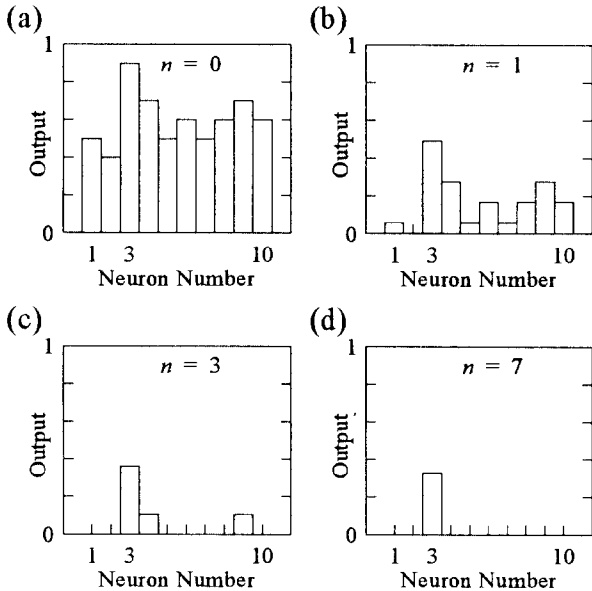 (a)
1
n = 0
Output
0
1 3 10
Neuron Number
(b)
1
n = 1
Output
0
1 3 10
Neuron Number
(c)
1
n = 3
Output
0
1 3 10
Neuron Number
(d)
1
n = 7
Output
0
1 3 10
Neuron Number